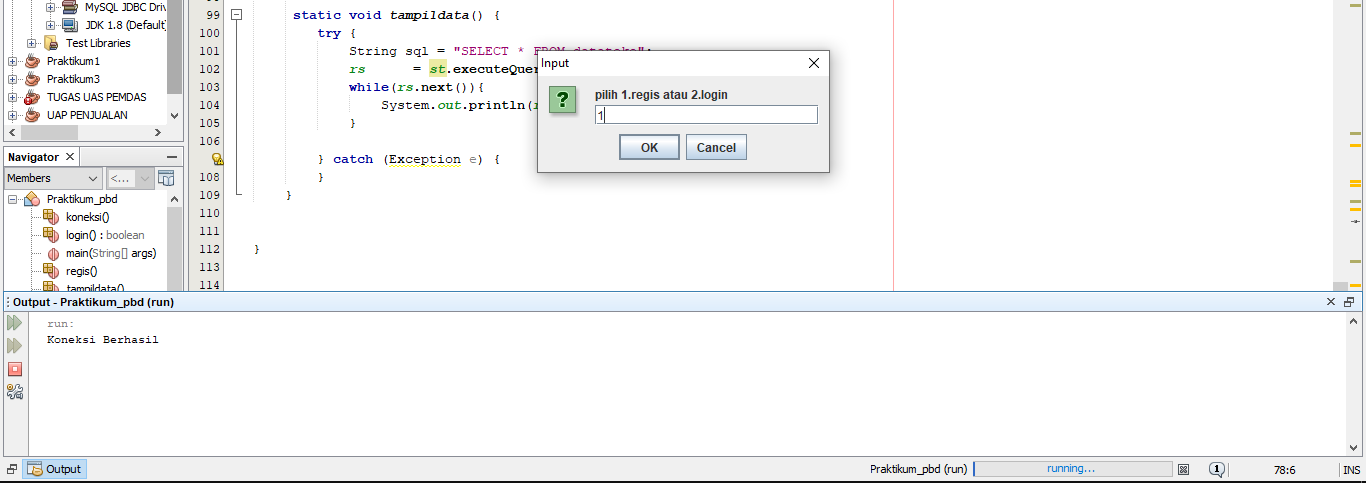 MySQL JDBC Driv
JDK 1.8 (Default)
Test Libraries
Praktikum1
Praktikum3
TUGAS UAS PEMDAS
UAP PENJUALAN
Navigator
Members
<...
Praktikum_pbd
koneksi()
login() : boolean
main(String[] args)
regis()
tampildata()
99 static void tampildata() {
100 try {
101 String sql = "SELECT * FROM
102 rs = st.executeQuer
103 while(rs.next()){
104 System.out.println(
105 }
106
} catch (Exception e) {
108 }
109 }
110
111
112 }
113
114
Input
pilih 1.regis atau 2.login
1
OK
Cancel
Output - Praktikum_pbd (run)
run:
Koneksi Berhasil
Output
Praktikum_pbd (run)
running...
1
78:6
INS